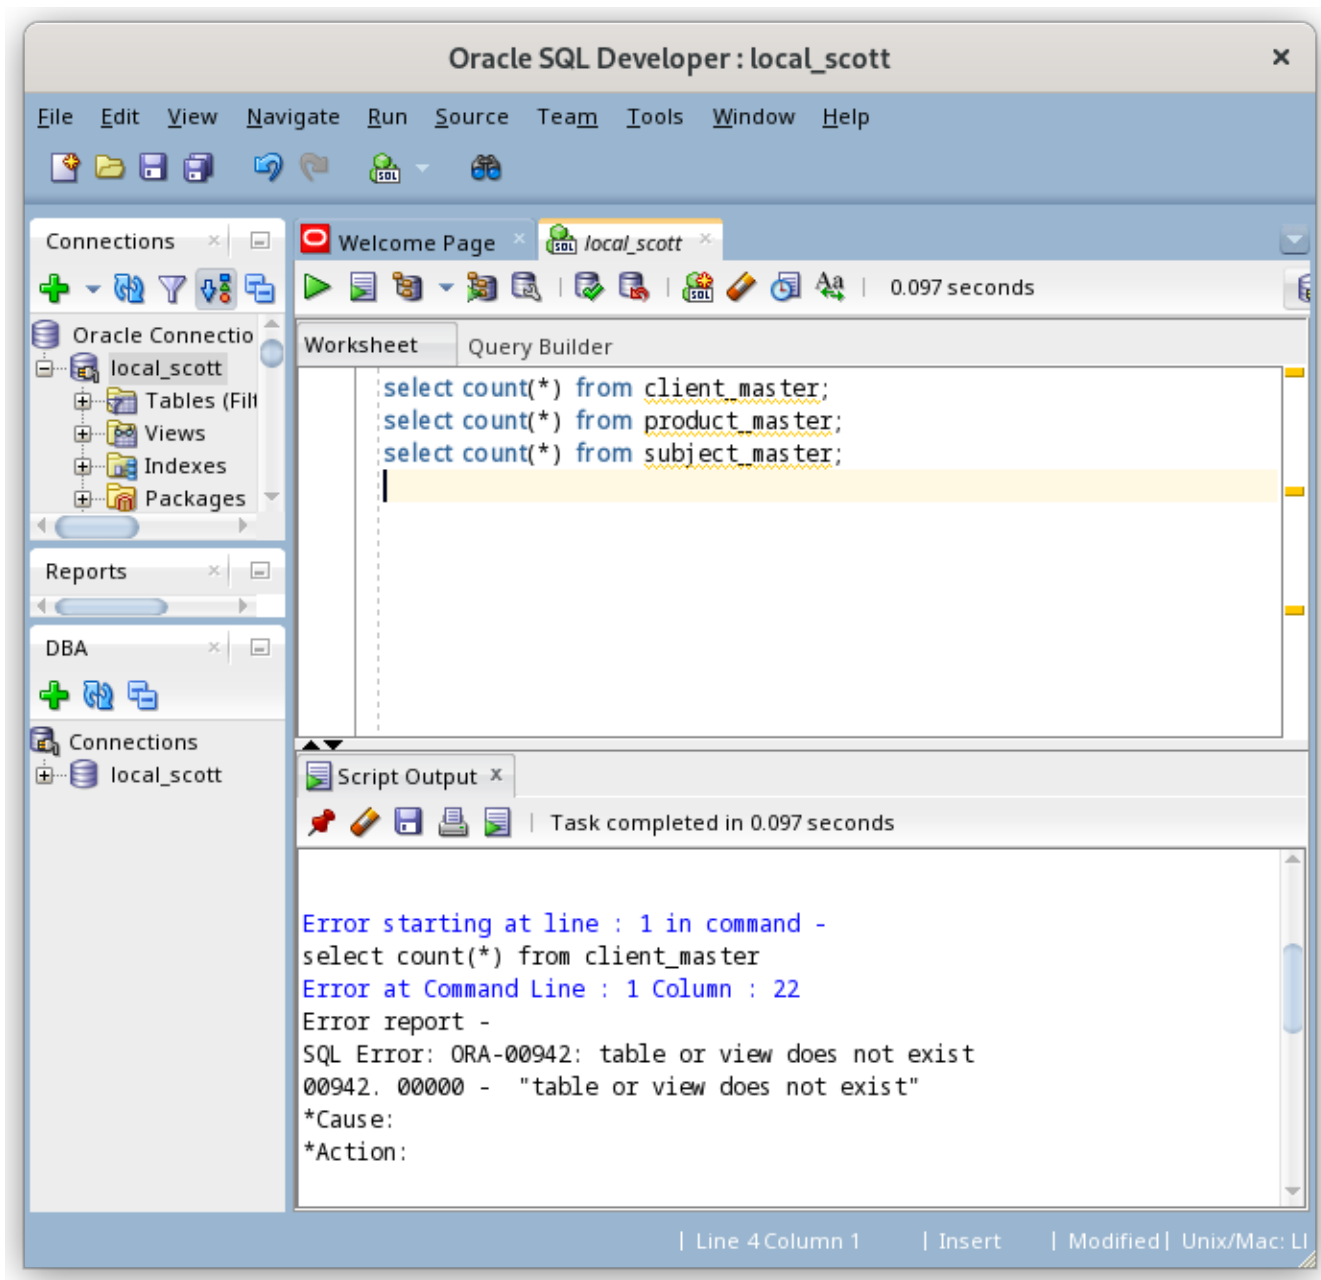 Oracle SQL Developer : local_scott
File Edit View Navigate Run Source Team Tools Window Help
Connections
Oracle Connectio
local_scott
Tables (Filt
Views
Indexes
Packages
Reports
DBA
Connections
local_scott
Welcome Page
local_scott
0.097 seconds
Worksheet
Query Builder
select count(*) from client_master;
select count(*) from product_master;
select count(*) from subject_master;
Script Output
Task completed in 0.097 seconds
Error starting at line : 1 in command -
select count(*) from client_master
Error at Command Line : 1 Column : 22
Error report -
SQL Error: ORA-00942: table or view does not exist
00942. 00000 -  "table or view does not exist"
*Cause:
*Action:
Line 4 Column 1 | Insert | Modified | Unix/Mac: LI